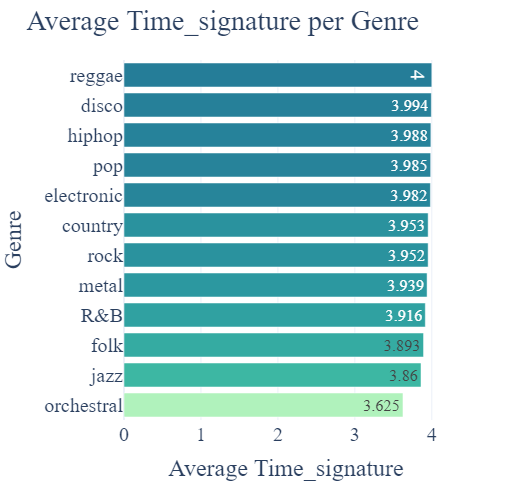 Average Time_signature per Genre
Genre
reggae 4
disco 3.994
hiphop 3.988
pop 3.985
electronic 3.982
country 3.953
rock 3.952
metal 3.939
R&B 3.916
folk 3.893
jazz 3.86
orchestral 3.625
0 1 2 3 4
Average Time_signature